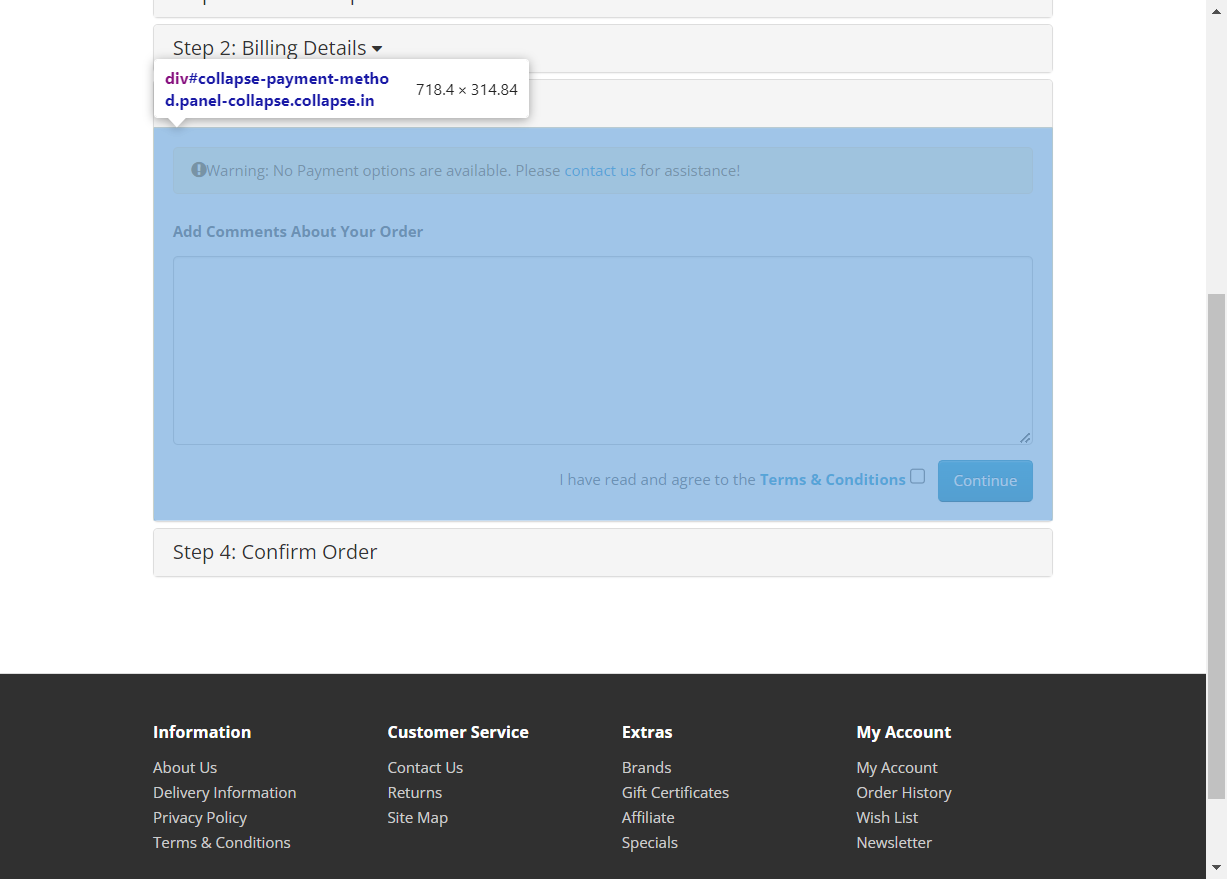 Step 2: Billing Details
div#collapse-payment-metho
d.panel-collapse.collapse.in
718.4 × 314.84
Warning: No Payment options are available. Please contact us for assistance!
Add Comments About Your Order
I have read and agree to the Terms & Conditions
Continue
Step 4: Confirm Order
Information
About Us
Delivery Information
Privacy Policy
Terms & Conditions
Customer Service
Contact Us
Returns
Site Map
Extras
Brands
Gift Certificates
Affiliate
Specials
My Account
My Account
Order History
Wish List
Newsletter